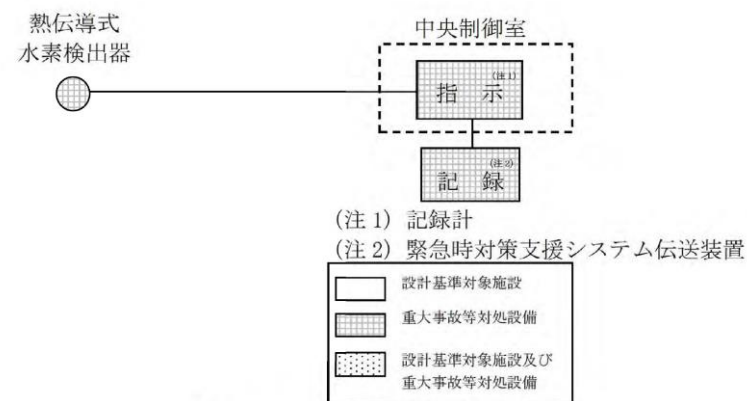 熱伝導式
水素検出器
中央制御室
(注1)
指 示
(注2)
記 録
(注1) 記録計
(注2) 緊急時対策支援システム伝送装置
設計基準対象施設
重大事故等対処設備
設計基準対象施設及び
重大事故等対処設備